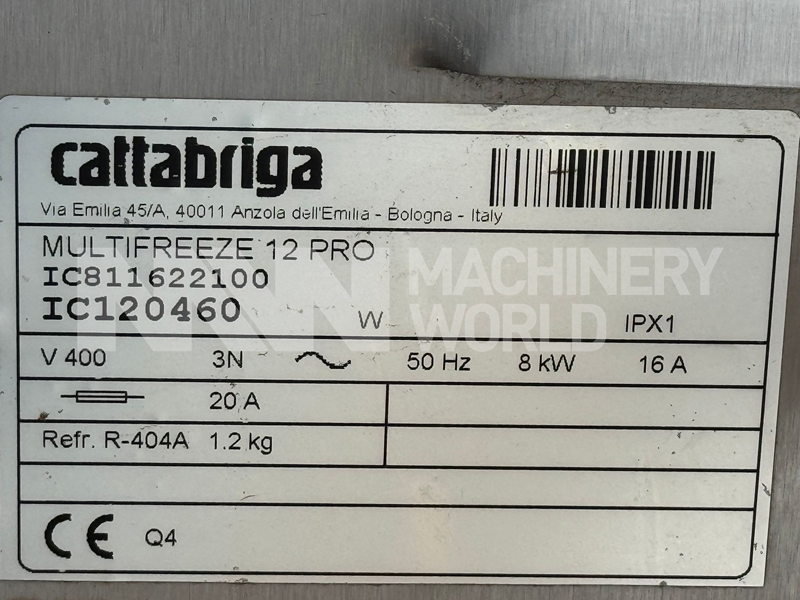 cattabriga
Via Emilia 45/A, 40011 Anzola dell'Emilia - Bologna - Italy
MULTIFREEZE 12 PRO
IC811622100
IC120460 W IPX1
MACHINERY
WORLD
V 400 3N 50 Hz 8 kW 16 A
20 A
Refr. R-404A 1.2 kg
CE Q4